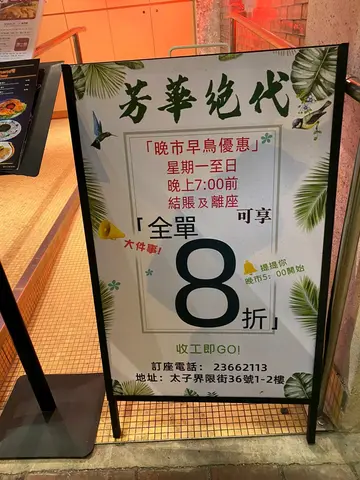 芳華絕代
「晚市早鳥優惠」
星期一至日
晚上7:00前
結賬及離座
可享
「全單
8
折」
大件事!
提提你
晚市5:00開始
收工即GO!
訂座電話: 23662113
地址: 太子界限街36號1-2樓